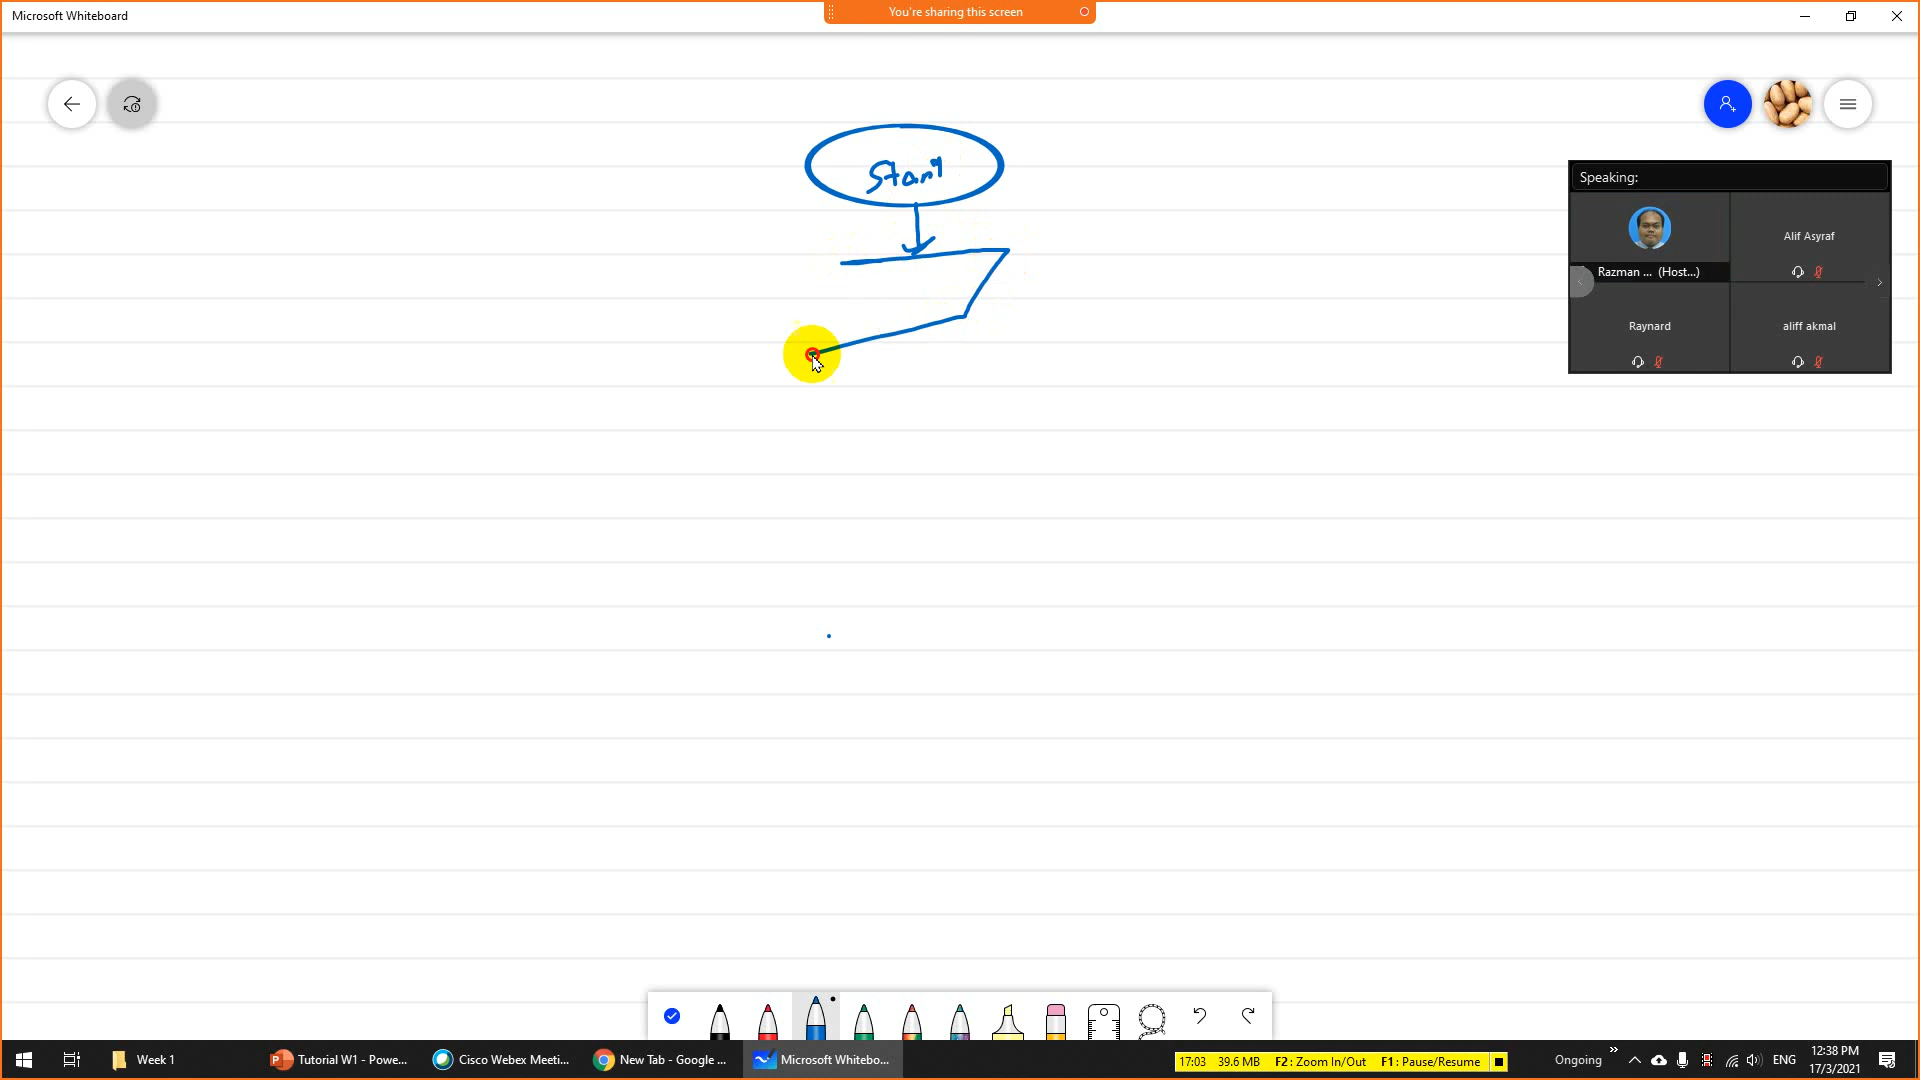 Microsoft Whiteboard
You're sharing this screen
Start
Speaking:
Razman ... (Host...)
Alif Asyraf
Raynard
aliff akmal
Week 1
Tutorial W1 - Powe...
Cisco Webex Meeti...
New Tab - Google ...
Microsoft Whitebo...
17:03 39.6 MB F2: Zoom In/Out F1: Pause/Resume
Ongoing
ENG
12:38 PM
17/3/2021